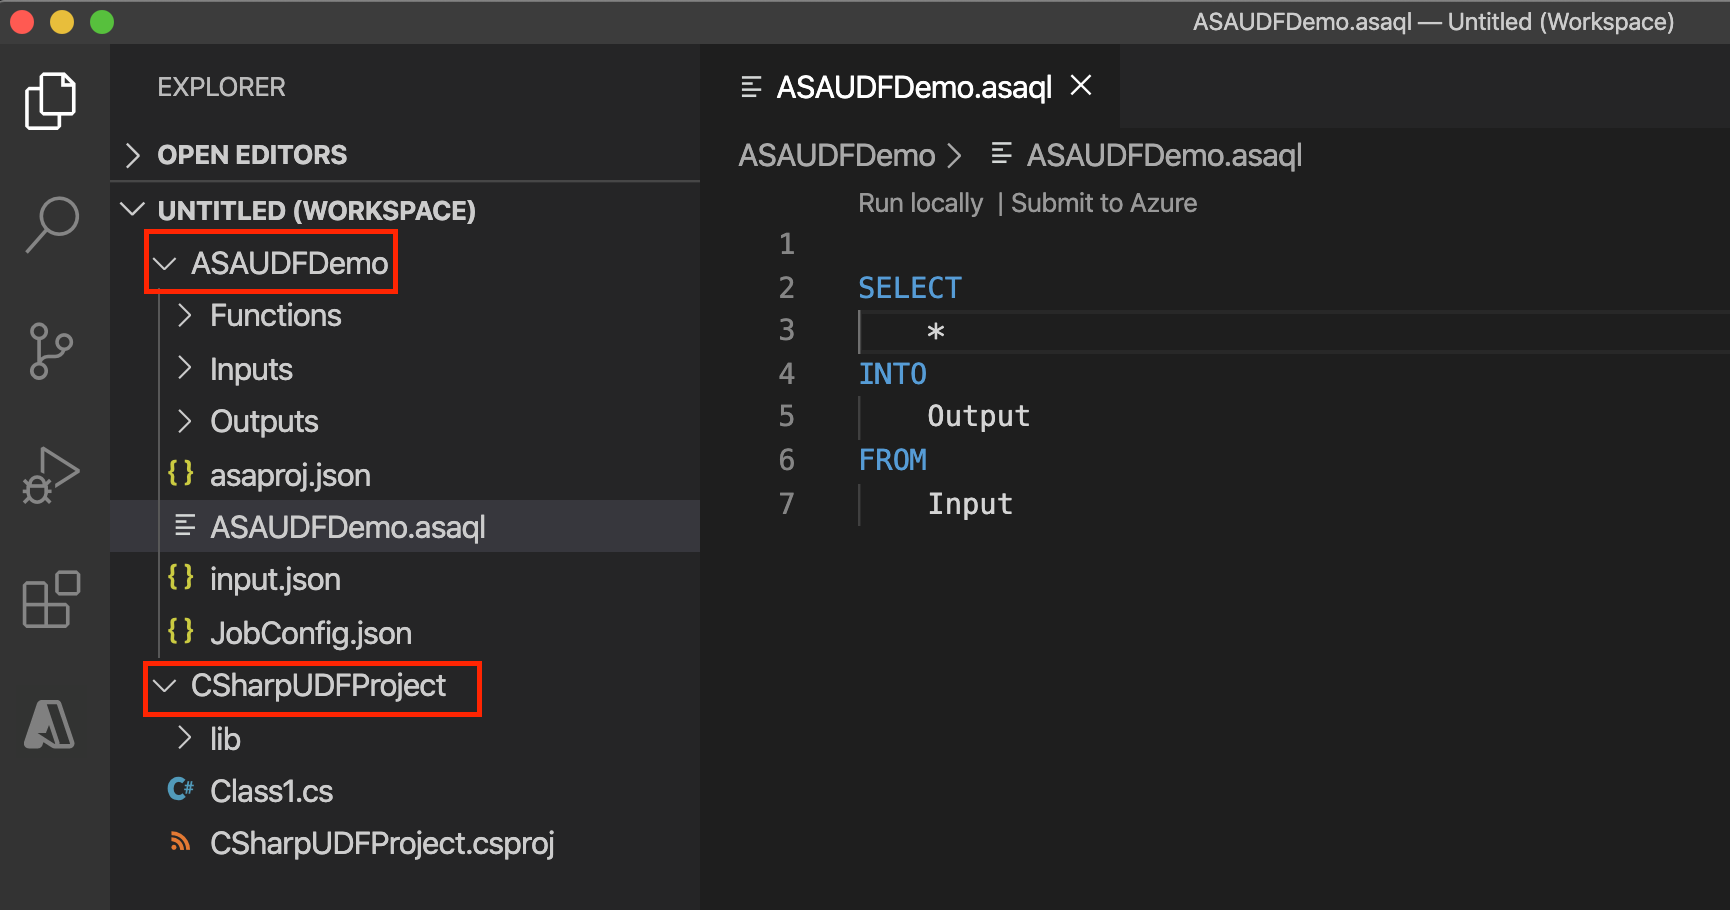 ASAUDFDemo.asaql — Untitled (Workspace)
EXPLORER
OPEN EDITORS
UNTITLED (WORKSPACE)
ASAUDFDemo
Functions
Inputs
Outputs
{} asaproj.json
ASAUDFDemo.asaql
{} input.json
{} JobConfig.json
CSharpUDFProject
lib
C# Class1.cs
CSharpUDFProject.csproj
ASAUDFDemo.asaql
ASAUDFDemo > ASAUDFDemo.asaql
Run locally | Submit to Azure
1
2 SELECT
3 *
4 INTO
5 Output
6 FROM
7 Input